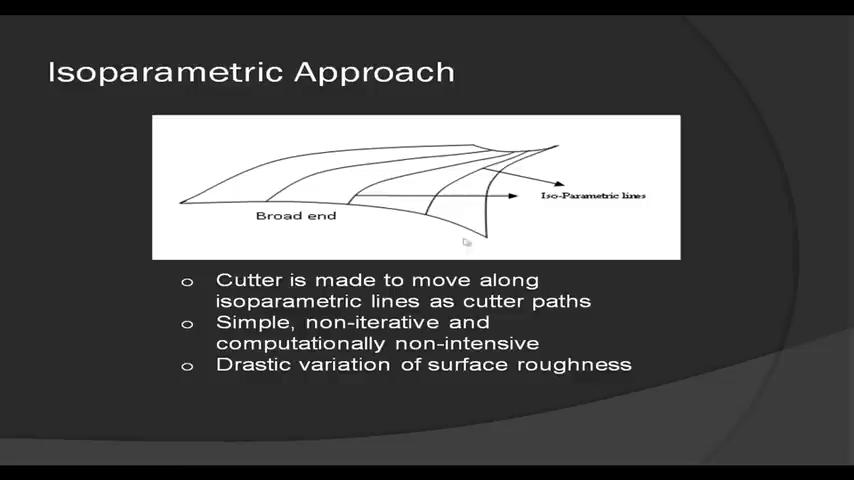 Isoparametric Approach
Iso-Parametric lines
Broad end
o Cutter is made to move along
isoparametric lines as cutter paths
o Simple, non-iterative and
computationally non-intensive
o Drastic variation of surface roughness